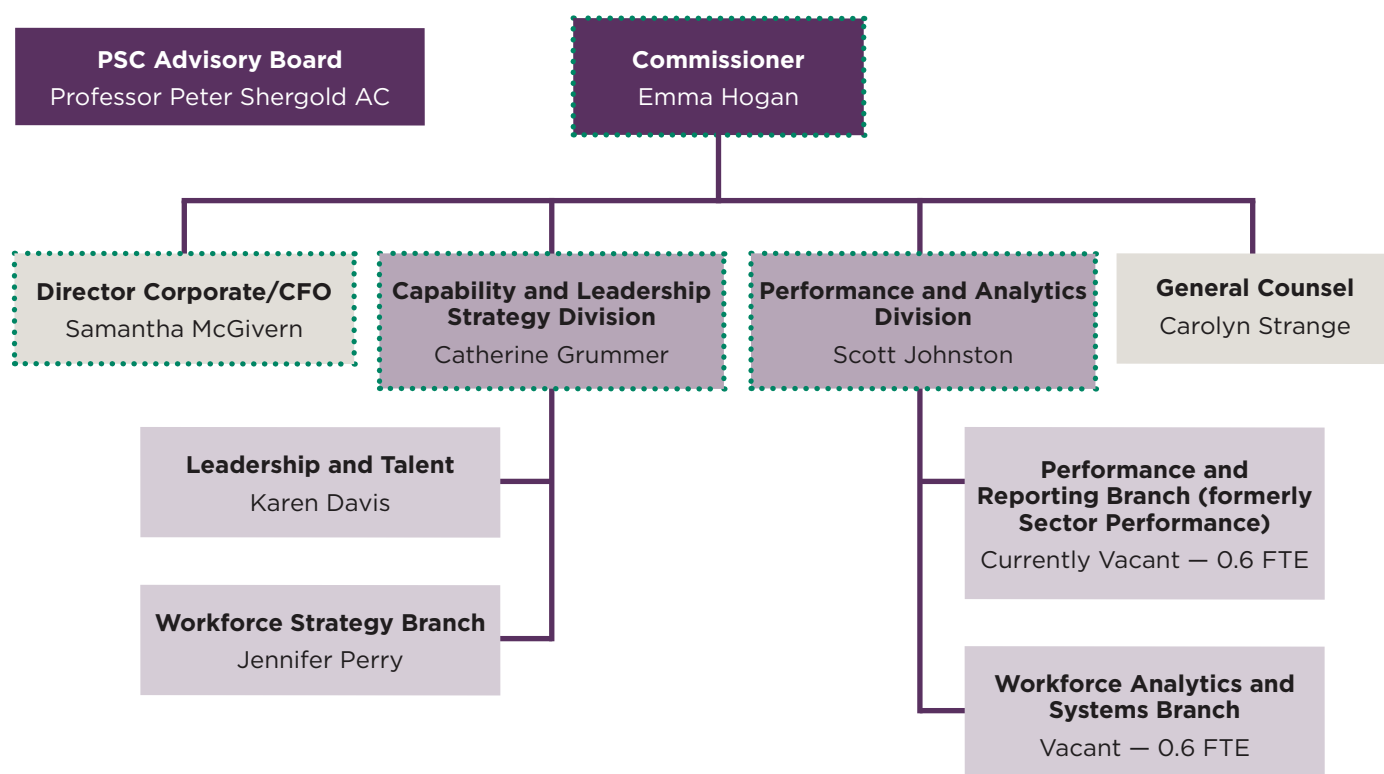 PSC Advisory Board
Professor Peter Shergold AC
Commissioner
Emma Hogan
Director Corporate/CFO
Samantha McGivern
Capability and Leadership
Strategy Division
Catherine Grummer
Performance and Analytics
Division
Scott Johnston
General Counsel
Carolyn Strange
Leadership and Talent
Karen Davis
Workforce Strategy Branch
Jennifer Perry
Performance and
Reporting Branch (formerly
Sector Performance)
Currently Vacant — 0.6 FTE
Workforce Analytics and
Systems Branch
Vacant — 0.6 FTE